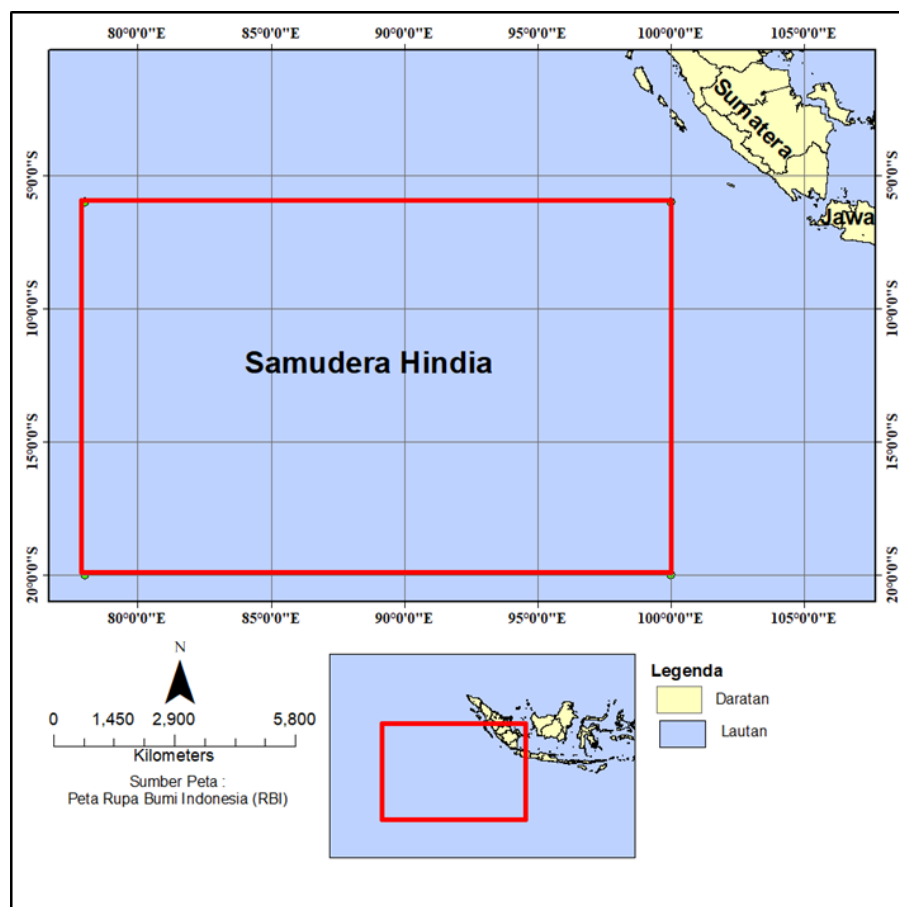 80°0'0"E 85°0'0"E 90°0'0"E 95°0'0"E 100°0'0"E 105°0'0"E
Sumatera
5°0'0"S 5°0'0"S
Jawa
10°0'0"S 10°0'0"S
Samudera Hindia
15°0'0"S 15°0'0"S
20°0'0"S 20°0'0"S
80°0'0"E 85°0'0"E 90°0'0"E 95°0'0"E 100°0'0"E 105°0'0"E
N
0 1,450 2,900 5,800
Kilometers
Sumber Peta :
Peta Rupa Bumi Indonesia (RBI)
Legenda
Daratan
Lautan